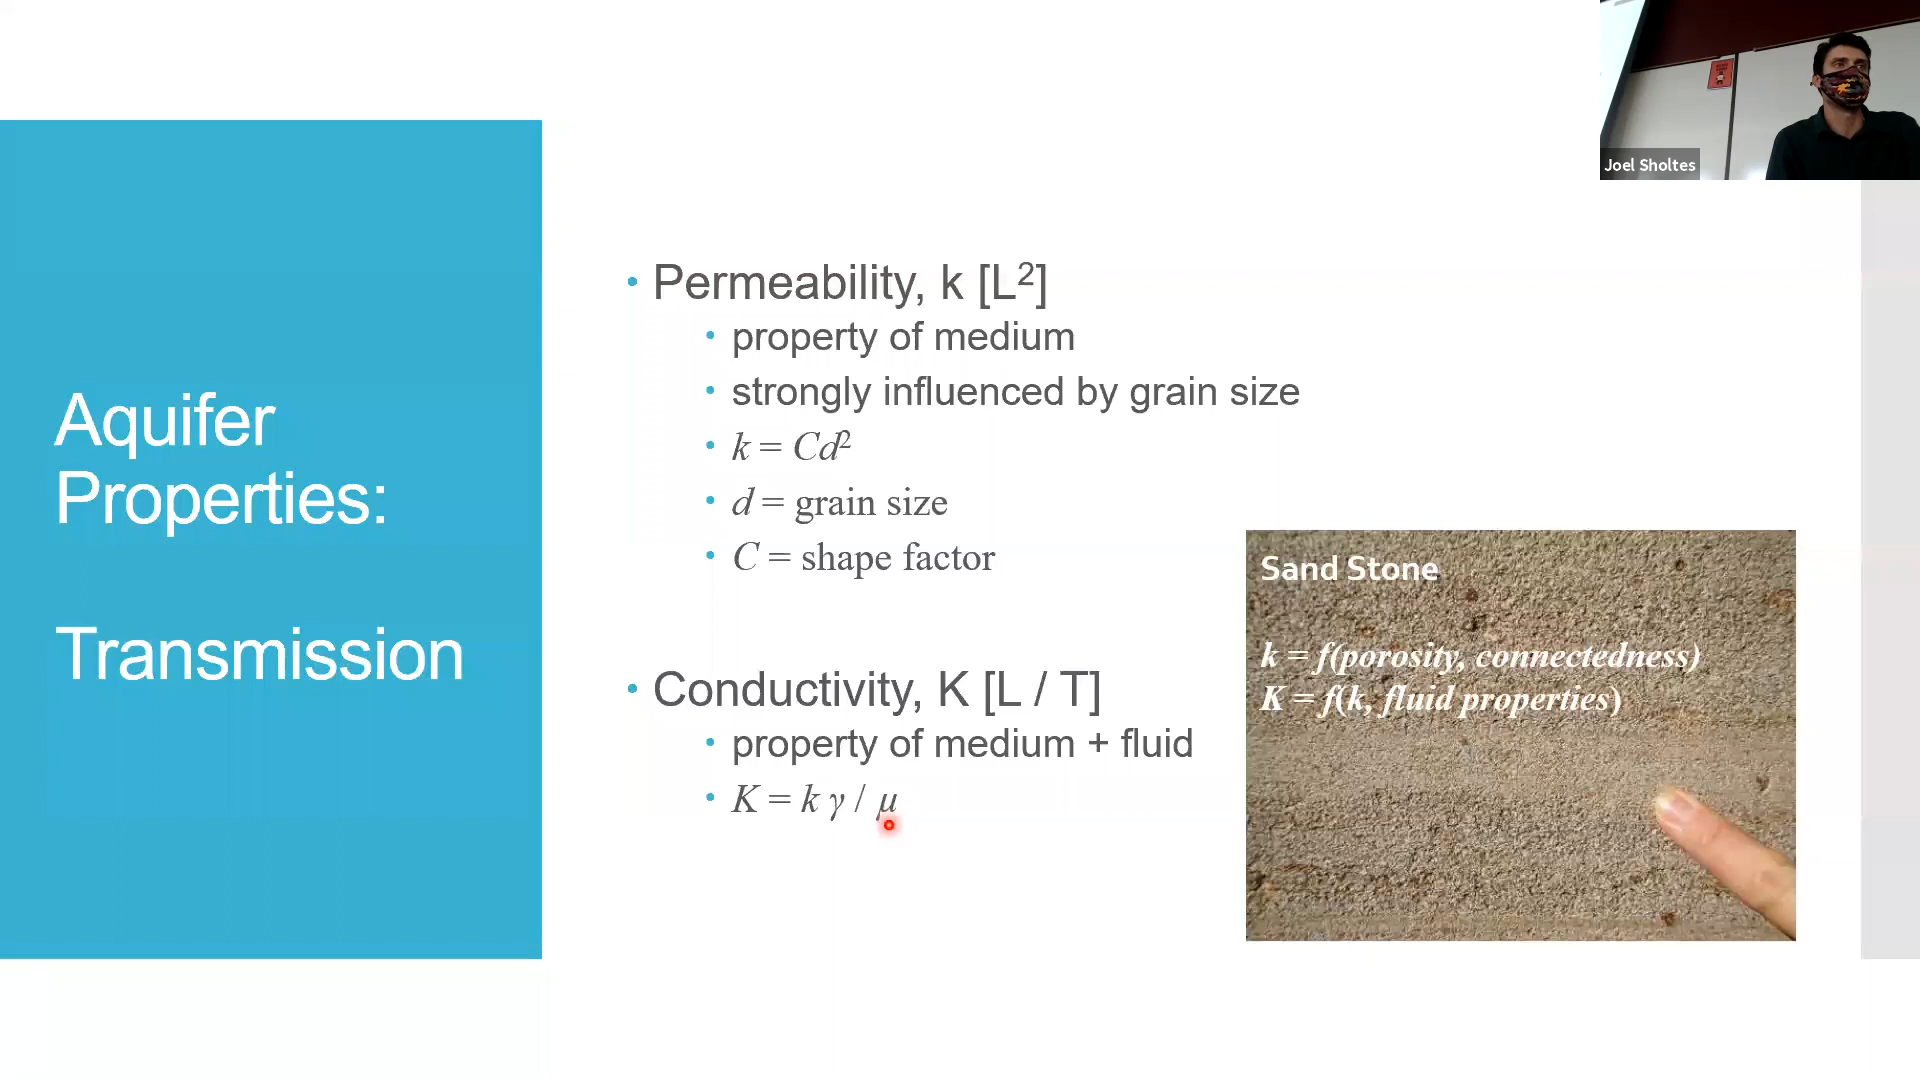 Joel Sholtes
Aquifer
Properties:
Transmission
• Permeability, k [L²]
• property of medium
• strongly influenced by grain size
• k = Cd²
• d = grain size
• C = shape factor
• Conductivity, K [L / T]
• property of medium + fluid
• K = k γ / μ
Sand Stone
k = f(porosity, connectedness)
K = f(k, fluid properties)